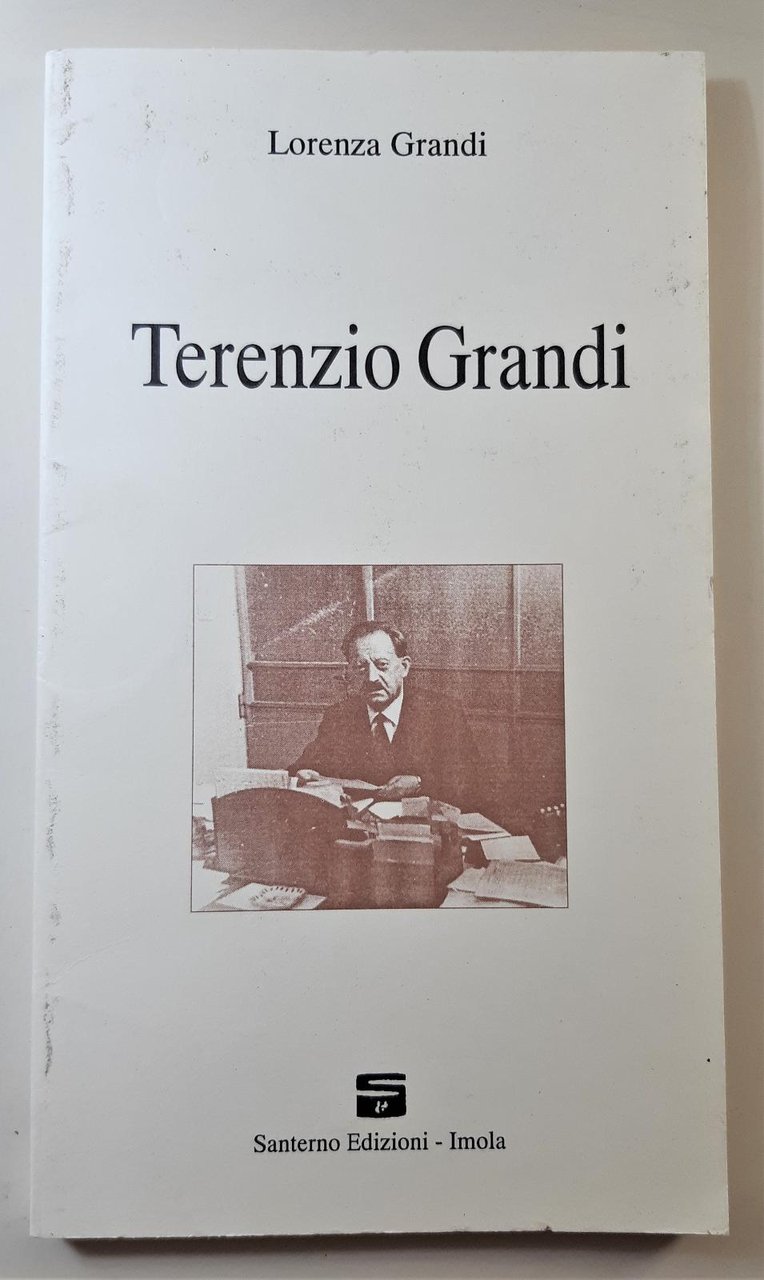 Lorenza Grandi
Terenzio Grandi
Santerno Edizioni - Imola